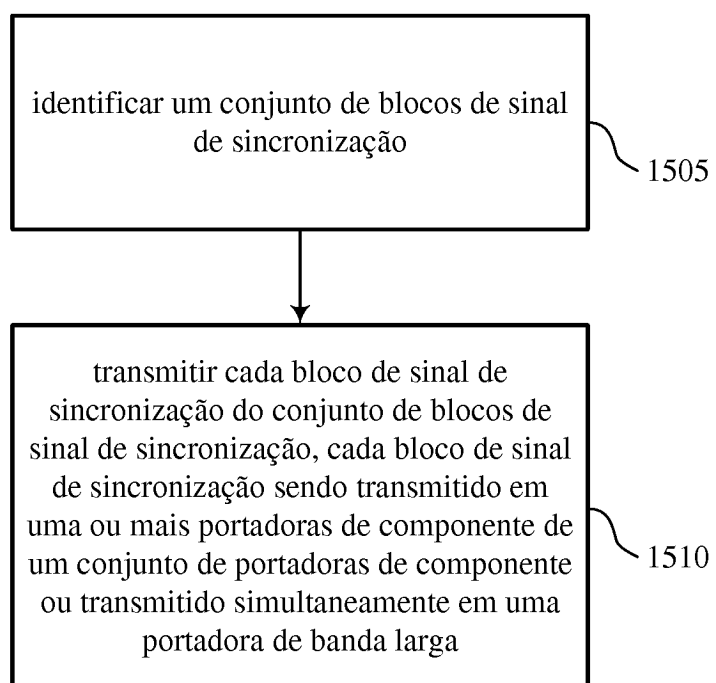 identificar um conjunto de blocos de sinal
de sincronização
1505
transmitir cada bloco de sinal de
sincronização do conjunto de blocos de
sinal de sincronização, cada bloco de sinal
de sincronização sendo transmitido em
uma ou mais portadoras de componente de
um conjunto de portadoras de componente
ou transmitido simultaneamente em uma
portadora de banda larga
1510